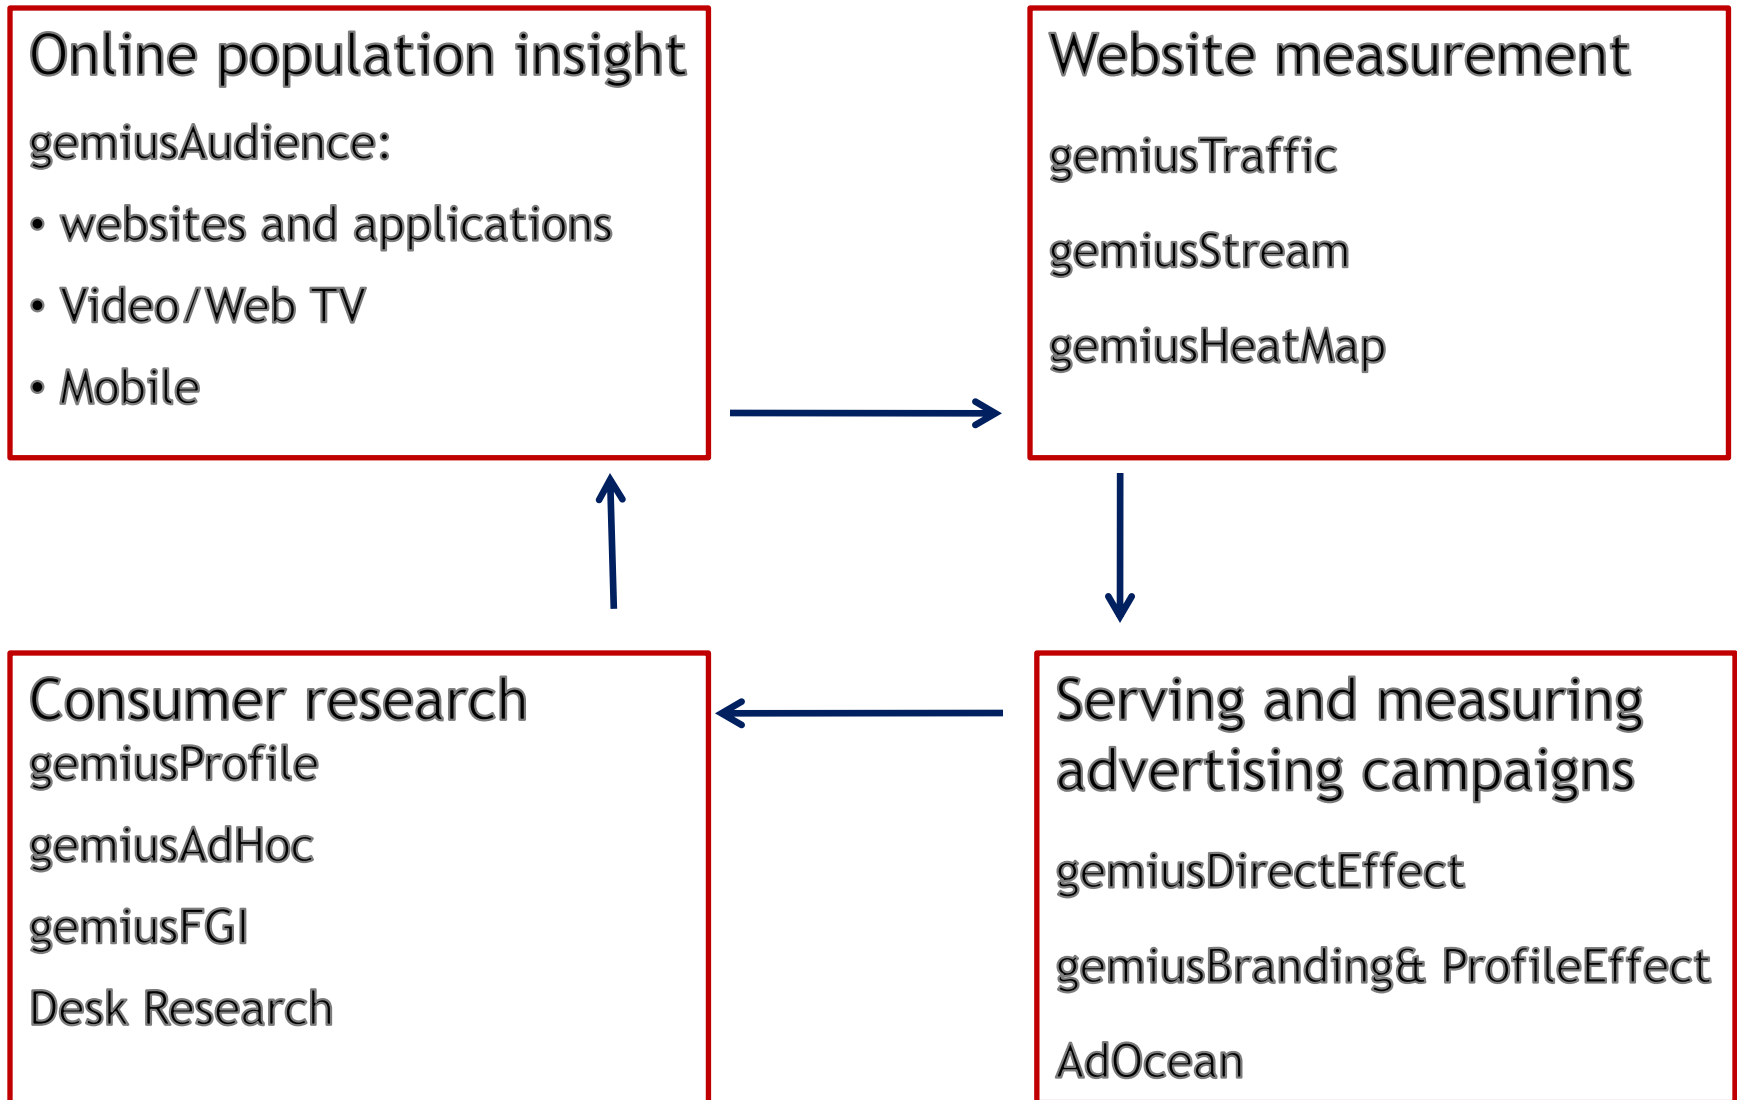 Online population insight
gemiusAudience:
• websites and applications
• Video/Web TV
• Mobile
Website measurement
gemiusTraffic
gemiusStream
gemiusHeatMap
Consumer research
gemiusProfile
gemiusAdHoc
gemiusFGI
Desk Research
Serving and measuring
advertising campaigns
gemiusDirectEffect
gemiusBranding& ProfileEffect
AdOcean